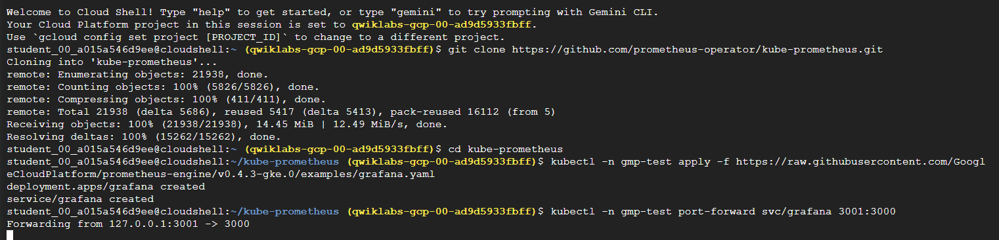 Welcome to Cloud Shell! Type "help" to get started, or type "gemini" to try prompting with Gemini CLI.
Your Cloud Platform project in this session is set to qwiklabs-gcp-00-ad9d5933fbff.
Use `gcloud config set project [PROJECT_ID]` to change to a different project.
student_00_a015a546d9ee@cloudshell:~ (qwiklabs-gcp-00-ad9d5933fbff)$ git clone https://github.com/prometheus-operator/kube-prometheus.git
Cloning into 'kube-prometheus'...
remote: Enumerating objects: 21938, done.
remote: Counting objects: 100% (5826/5826), done.
remote: Compressing objects: 100% (411/411), done.
remote: Total 21938 (delta 5686), reused 5417 (delta 5413), pack-reused 16112 (from 5)
Receiving objects: 100% (21938/21938), 14.45 MiB | 12.49 MiB/s, done.
Resolving deltas: 100% (15262/15262), done.
student_00_a015a546d9ee@cloudshell:~ (qwiklabs-gcp-00-ad9d5933fbff)$ cd kube-prometheus
student_00_a015a546d9ee@cloudshell:~/kube-prometheus (qwiklabs-gcp-00-ad9d5933fbff)$ kubectl -n gmp-test apply -f https://raw.githubusercontent.com/Googl
eCloudPlatform/prometheus-engine/v0.4.3-gke.0/examples/grafana.yaml
deployment.apps/grafana created
service/grafana created
student_00_a015a546d9ee@cloudshell:~/kube-prometheus (qwiklabs-gcp-00-ad9d5933fbff)$ kubectl -n gmp-test port-forward svc/grafana 3001:3000
Forwarding from 127.0.0.1:3001 -> 3000